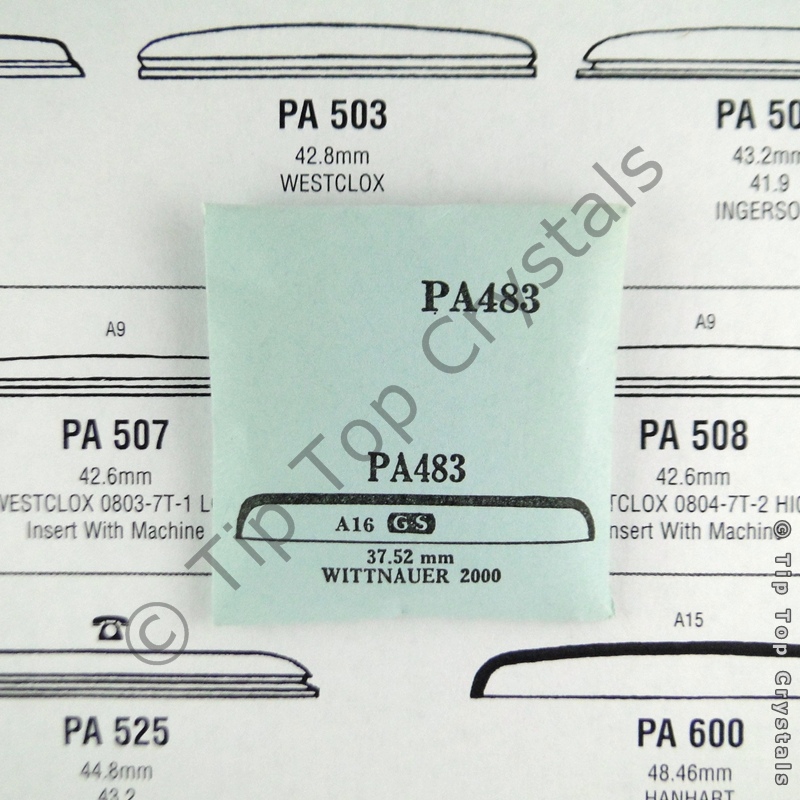 PA 503
42.8mm
WESTCLOX
PA 50
43.2mm
41.9
INGERSO
PA483
A9
A9
PA 507
42.6mm
WESTCLOX 0803-7T-1 L
Insert With Machine
PA 508
42.6mm
TCLOX 0804-7T-2 HIG
nsert With Machin
PA483
A16 G-S
37.52 mm
WITTNAUER 2000
A15
PA 525
44.8mm
43.2
PA 600
48.46mm
HANHART
© Tip Top Crystals
© Tip Top Crystals